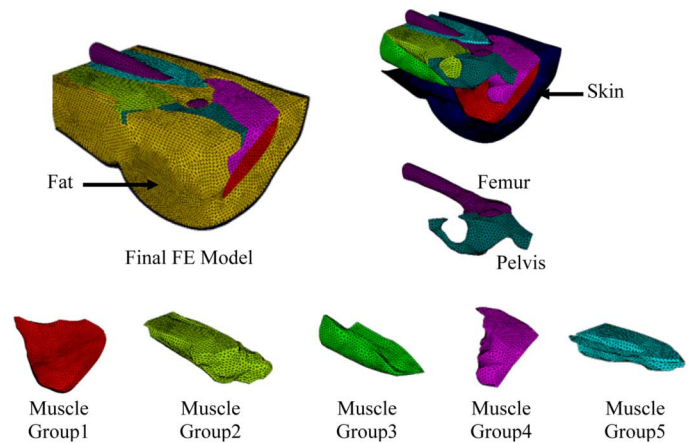 Skin
Fat
Femur
Final FE Model
Pelvis
Muscle
Group1
Muscle
Group2
Muscle
Group3
Muscle
Group4
Muscle
Group5